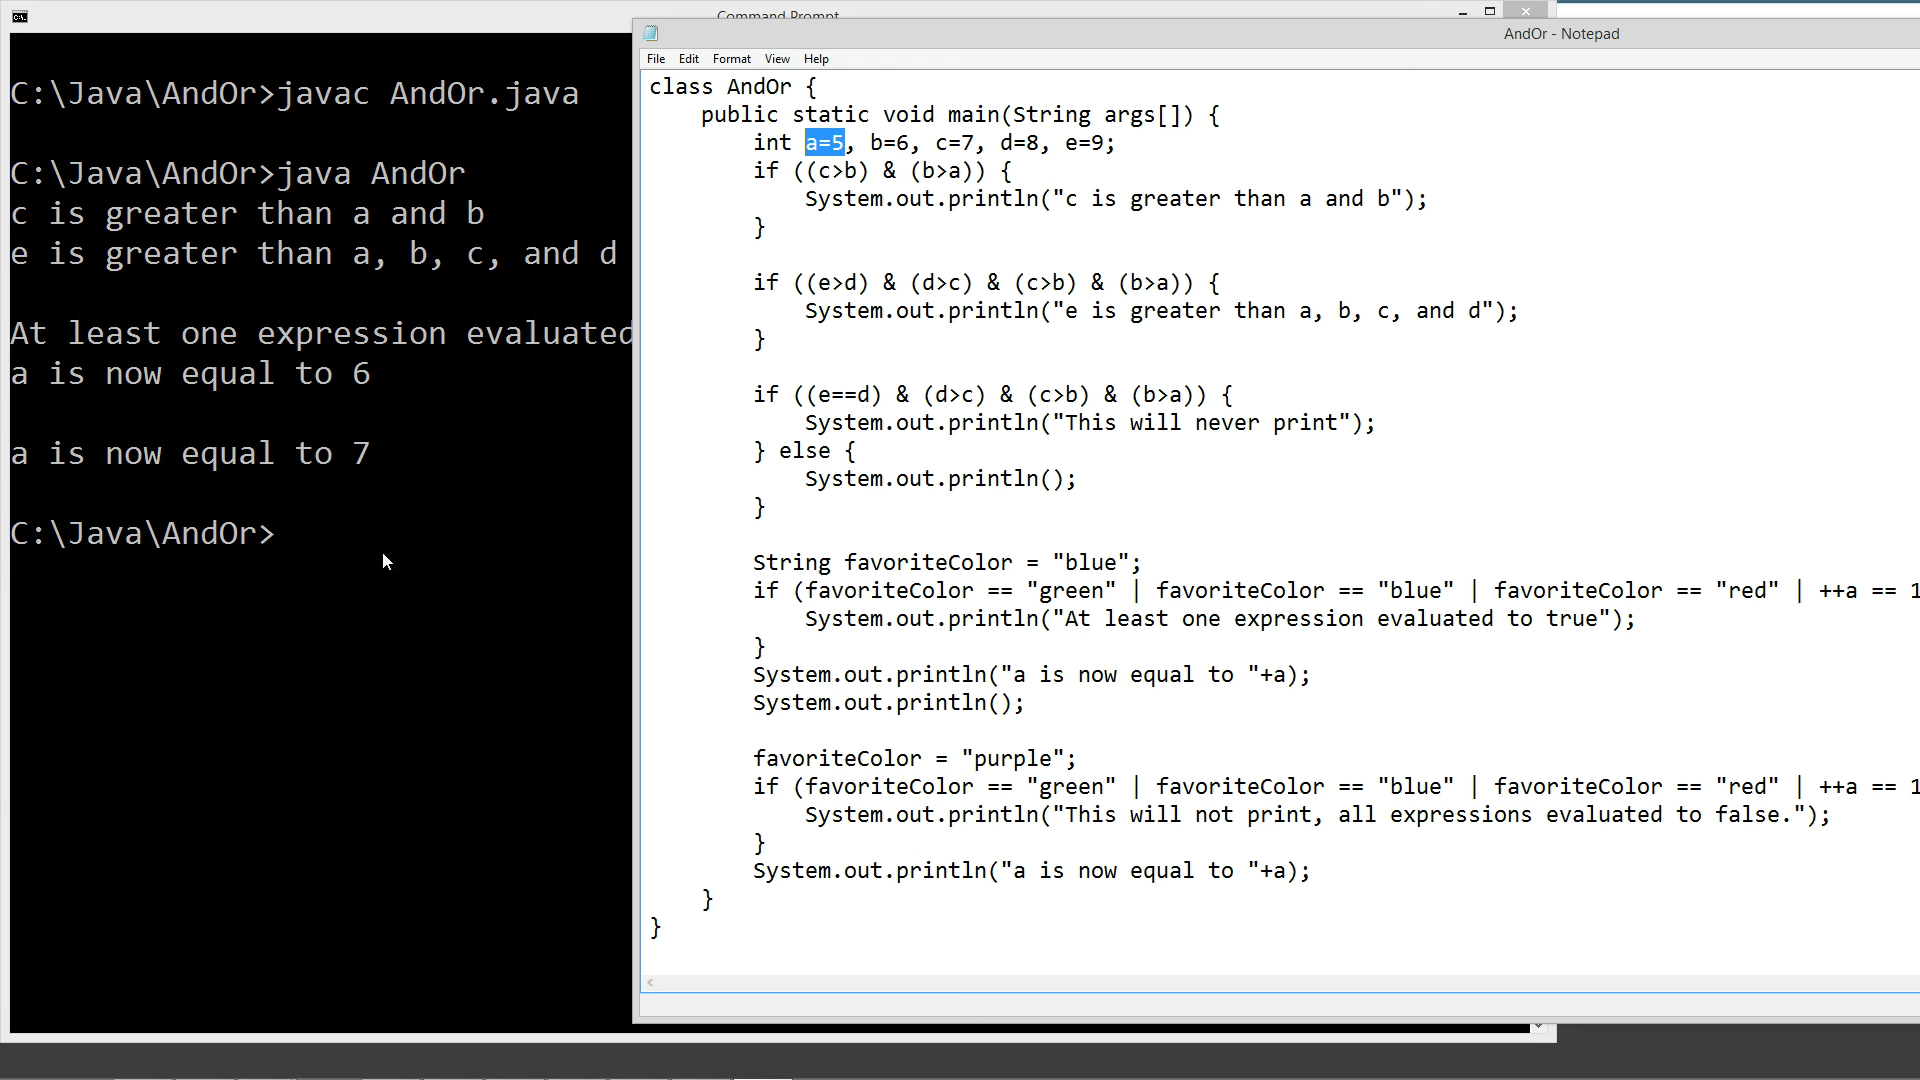 Command Prompt
C:\Java\AndOr>javac AndOr.java
C:\Java\AndOr>java AndOr
c is greater than a and b
e is greater than a, b, c, and d
At least one expression evaluated
a is now equal to 6
a is now equal to 7
C:\Java\AndOr>
AndOr - Notepad
File Edit Format View Help
class AndOr {
public static void main(String args[]) {
int a=5, b=6, c=7, d=8, e=9;
if ((c>b) & (b>a)) {
System.out.println("c is greater than a and b");
}
if ((e>d) & (d>c) & (c>b) & (b>a)) {
System.out.println("e is greater than a, b, c, and d");
}
if ((e==d) & (d>c) & (c>b) & (b>a)) {
System.out.println("This will never print");
} else {
System.out.println();
}
String favoriteColor = "blue";
if (favoriteColor == "green" | favoriteColor == "blue" | favoriteColor == "red" | ++a == 1
System.out.println("At least one expression evaluated to true");
}
System.out.println("a is now equal to "+a);
System.out.println();
favoriteColor = "purple";
if (favoriteColor == "green" | favoriteColor == "blue" | favoriteColor == "red" | ++a == 1
System.out.println("This will not print, all expressions evaluated to false.");
}
System.out.println("a is now equal to "+a);
}
}